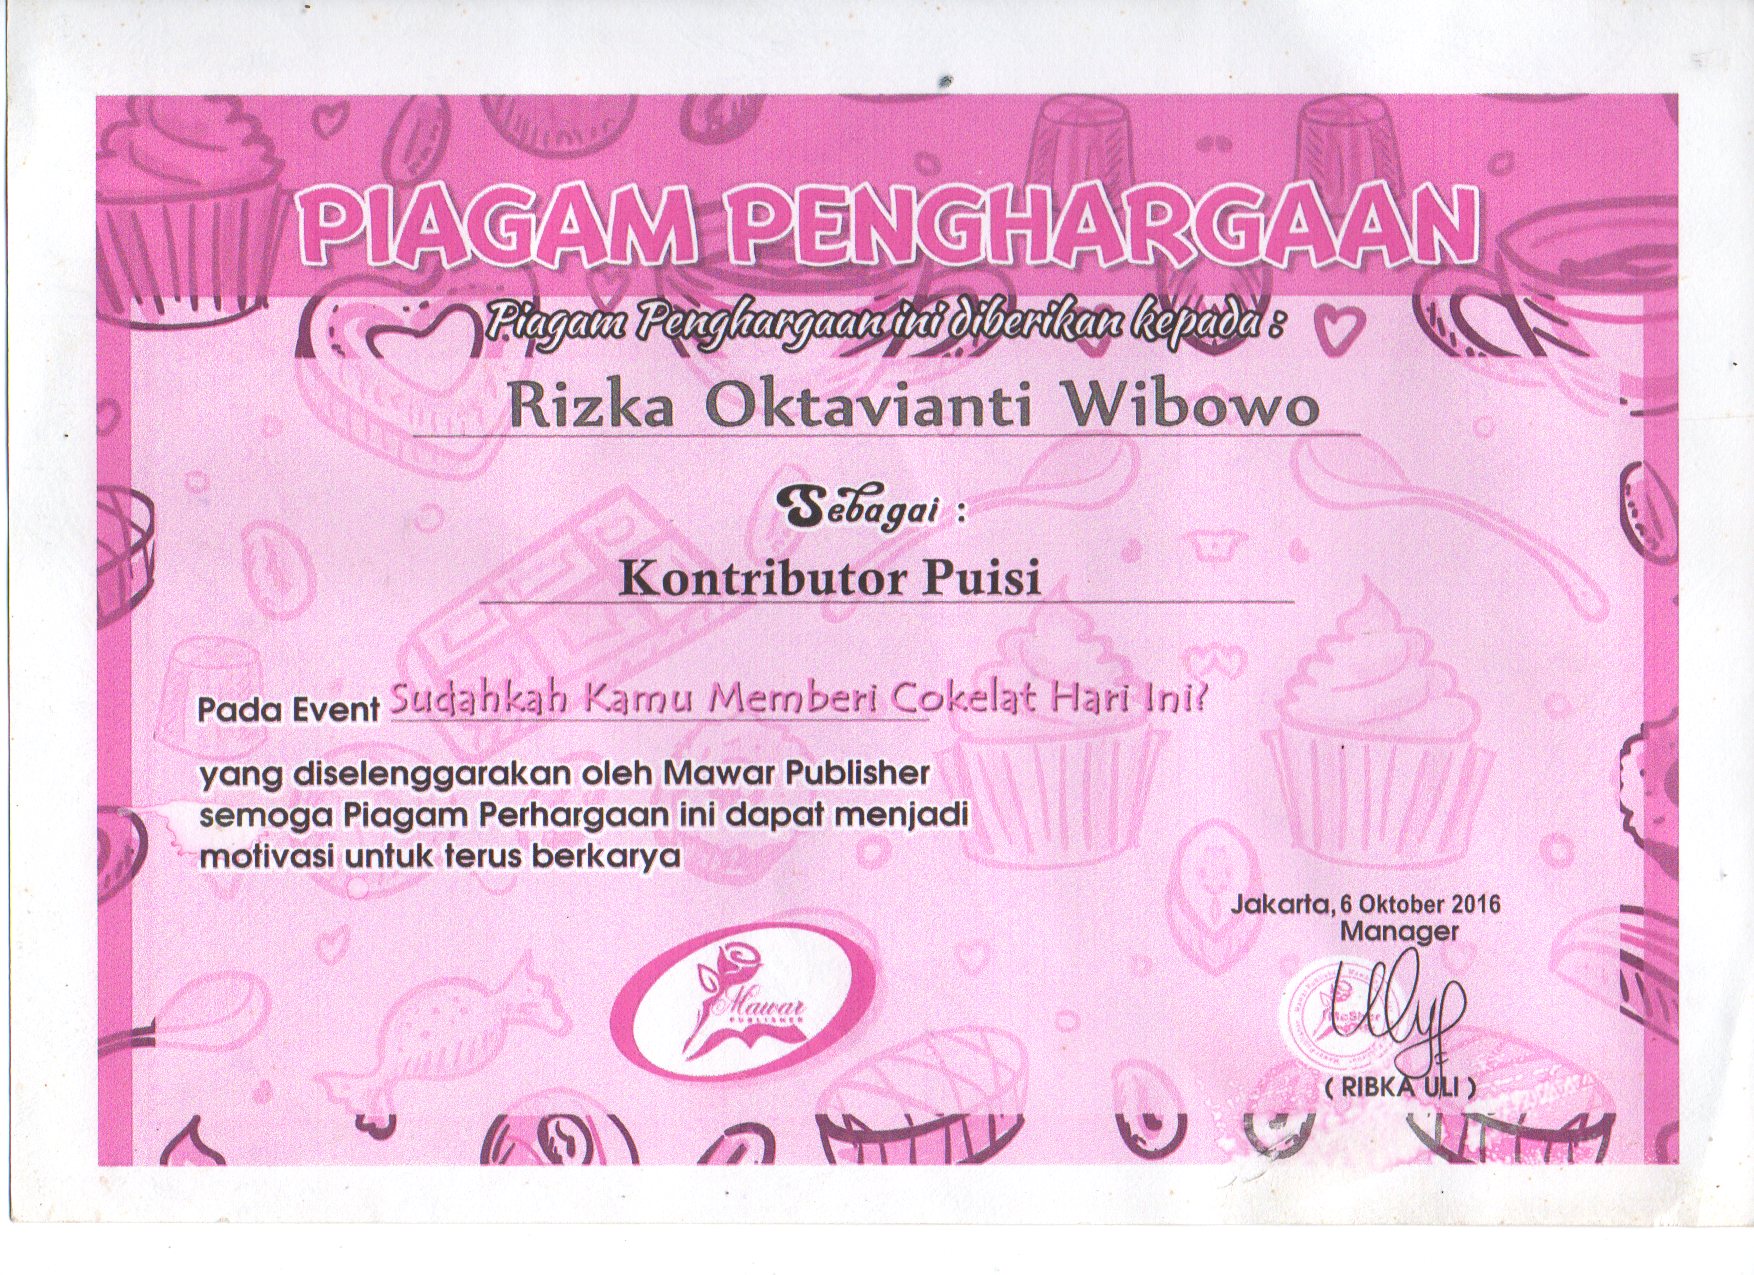 PIAGAM PENGHARGAAN
Piagam Penghargaan ini diberikan kepada :
Rizka Oktavianti Wibowo
Sebagai :
Kontributor Puisi
Pada Event Sudahkah Kamu Memberi Cokelat Hari Ini?
yang diselenggarakan oleh Mawar Publisher
semoga Piagam Perhargaan ini dapat menjadi
motivasi untuk terus berkarya
Jakarta, 6 Oktober 2016
Manager
Mawar
PUBLISHER
( RIBKA ULI )